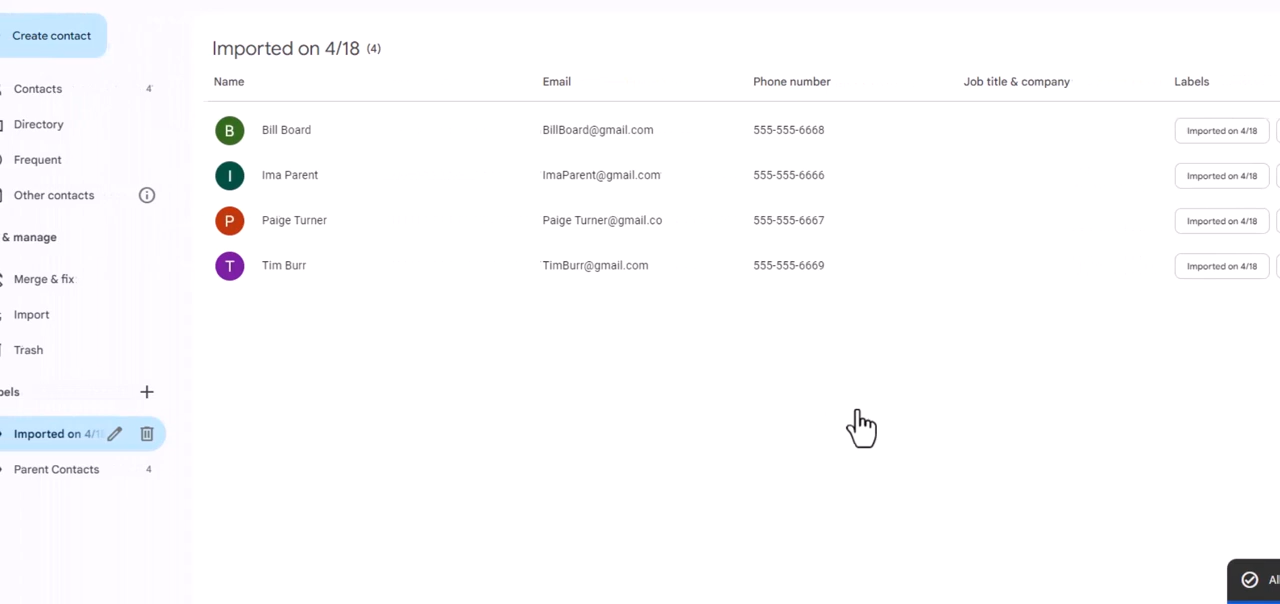 Create contact
Contacts 4
Directory
Frequent
Other contacts
& manage
Merge & fix
Import
Trash
Imported on 4/18
Parent Contacts 4
Imported on 4/18 (4)
Name Email Phone number Job title & company Labels
B Bill Board BillBoard@gmail.com 555-555-6668 Imported on 4/18
I Ima Parent ImaParent@gmail.com 555-555-6666 Imported on 4/18
P Paige Turner Paige Turner@gmail.co 555-555-6667 Imported on 4/18
T Tim Burr TimBurr@gmail.com 555-555-6669 Imported on 4/18